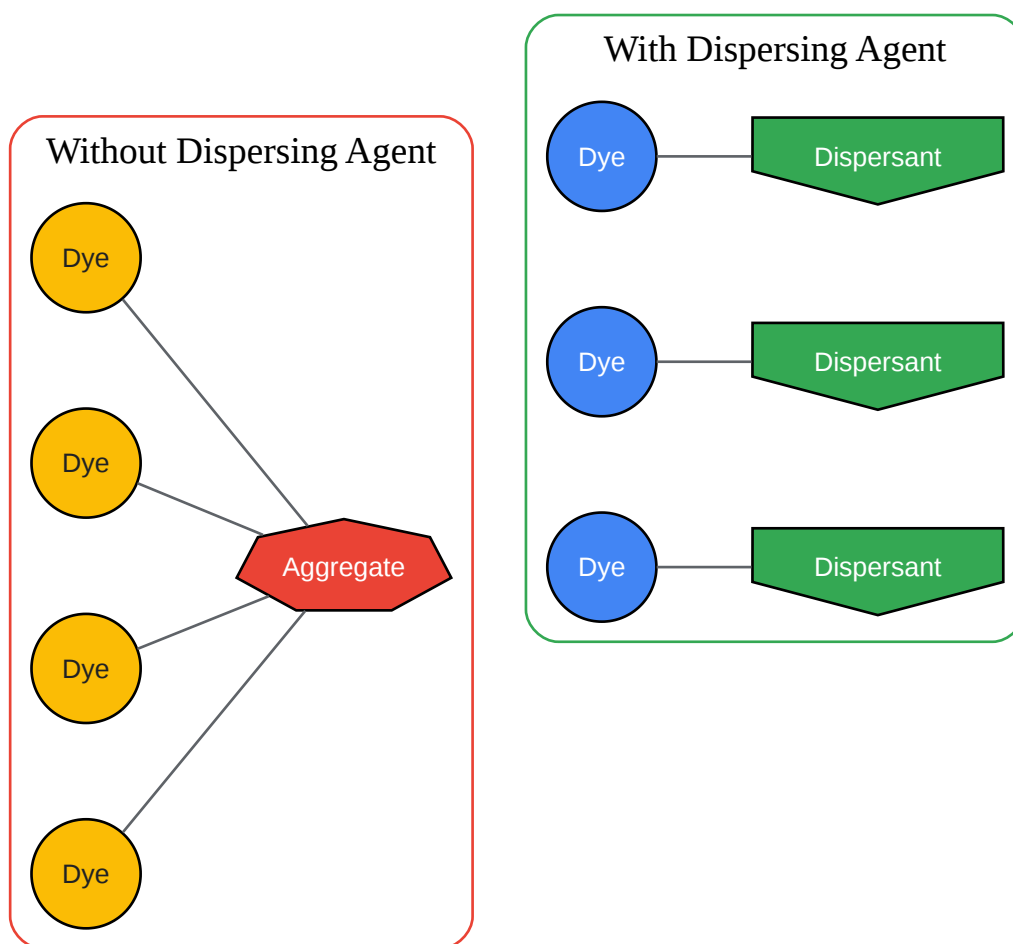 Without Dispersing Agent
Dye
Dye
Aggregate
Dye
Dye
With Dispersing Agent
Dye
Dispersant
Dye
Dispersant
Dye
Dispersant